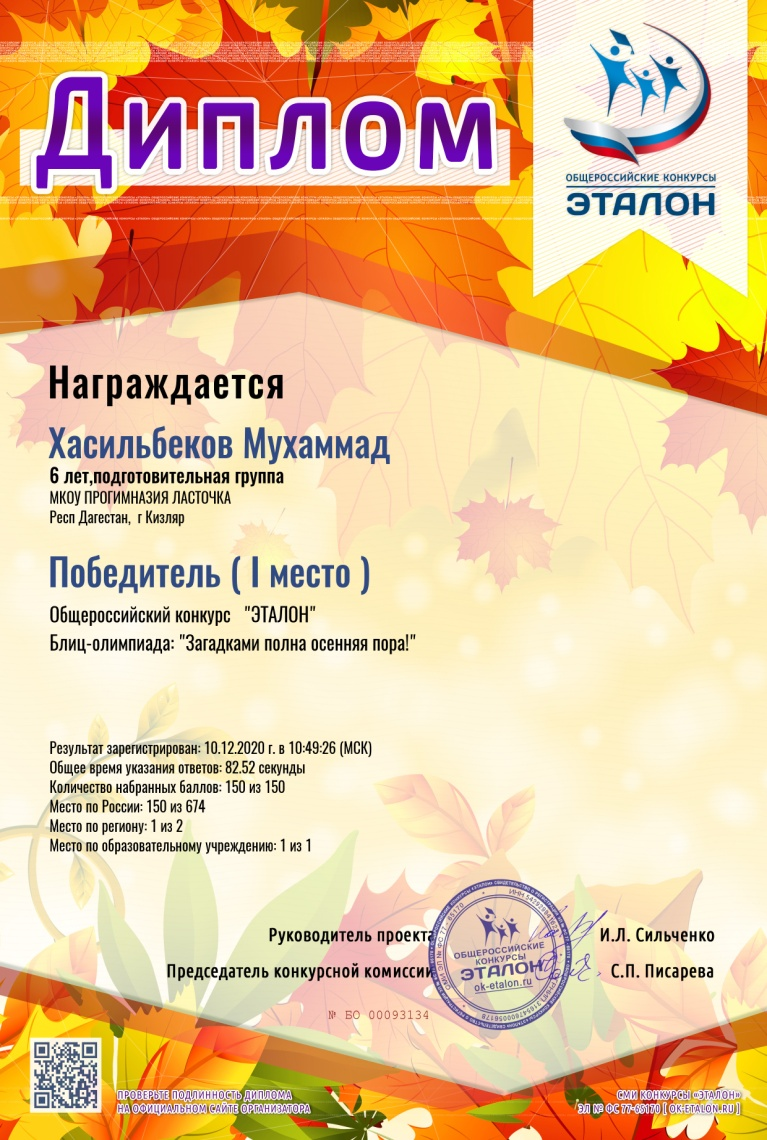 Диплом
ОБЩЕРОССИЙСКИЕ КОНКУРСЫ
ЭТАЛОН
Награждается
Хасильбеков Мухаммад
6 лет,подготовительная группа
МКОУ ПРОГИМНАЗИЯ ЛАСТОЧКА
Респ Дагестан, г Кизляр
Победитель ( I место )
Общероссийский конкурс "ЭТАЛОН"
Блиц-олимпиада: "Загадками полна осенняя пора!"
Результат зарегистрирован: 10.12.2020 г. в 10:49:26 (МСК)
Общее время указания ответов: 82.52 секунды
Количество набранных баллов: 150 из 150
Место по России: 150 из 674
Место по региону: 1 из 2
Место по образовательному учреждению: 1 из 1
Руководитель проекта
И.Л. Сильченко
Председатель конкурсной комиссии
С.П. Писарева
ОБЩЕРОССИЙСКИЕ
КОНКУРСЫ
ЭТАЛОН
ok-etalon.ru
№ БО 00093134
ПРОВЕРЬТЕ ПОДЛИННОСТЬ ДИПЛОМА
НА ОФИЦИАЛЬНОМ САЙТЕ ОРГАНИЗАТОРА
СМИ КОНКУРСЫ «ЭТАЛОН»
ЭЛ № ФС 77-65170 [ OK-ETALON.RU ]